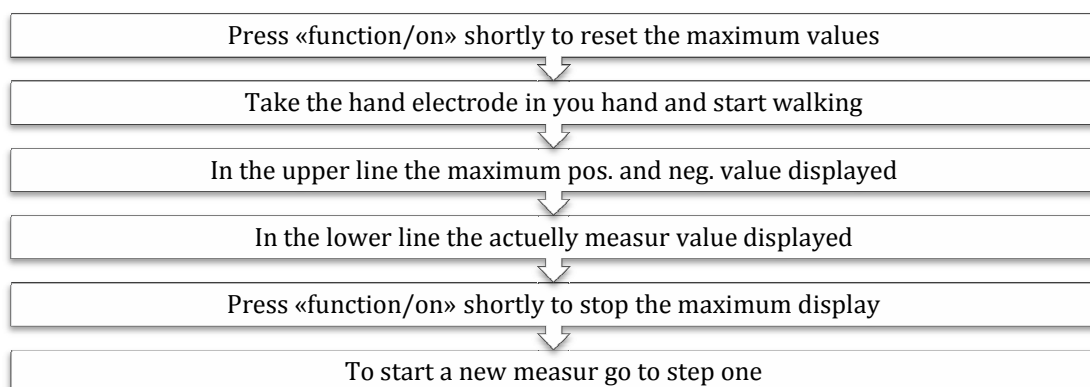 Press «function/on» shortly to reset the maximum values
Take the hand electrode in you hand and start walking
In the upper line the maximum pos. and neg. value displayed
In the lower line the actuelly measur value displayed
Press «function/on» shortly to stop the maximum display
To start a new measur go to step one